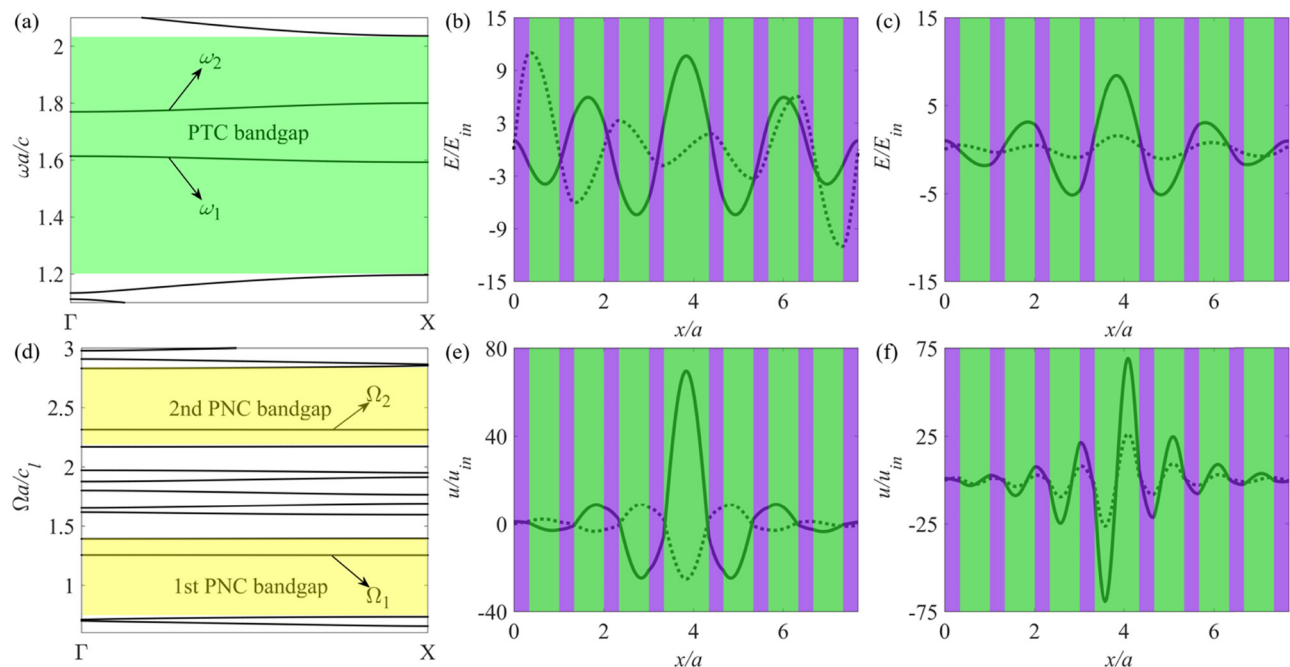 (a)
2
1.8
1.6
1.4
1.2
ωa/c
ω2
PTC bandgap
ω1
Γ
X
(b)
15
9
3
-3
-9
-15
E/Ein
0
2
4
6
x/a
(c)
15
5
-5
-15
E/Ein
0
2
4
6
x/a
(d)
3
2.5
2
1.5
1
Ωa/cl
2nd PNC bandgap
Ω2
1st PNC bandgap
Ω1
Γ
X
(e)
80
40
0
-40
u/uin
0
2
4
6
x/a
(f)
75
25
-25
-75
u/uin
0
2
4
6
x/a